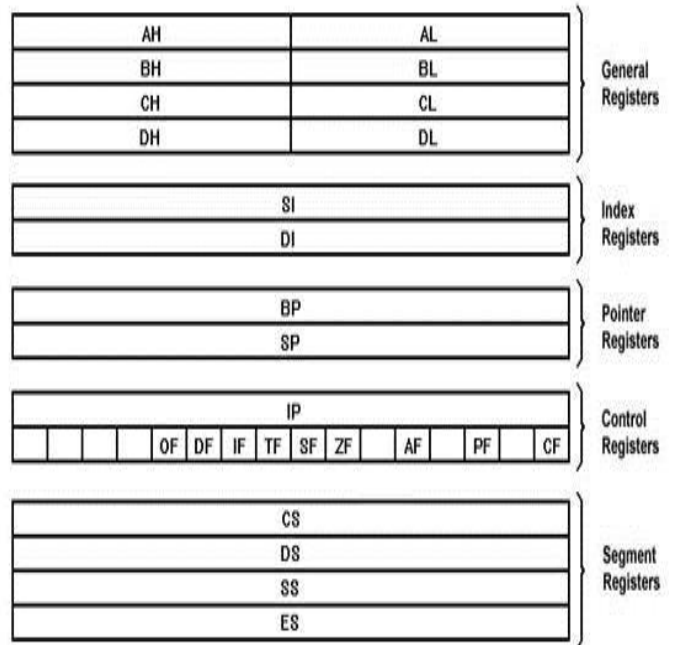 AH AL
BH BL
CH CL
DH DL
General
Registers
SI
DI
Index
Registers
BP
SP
Pointer
Registers
IP
OF DF IF TF SF ZF AF PF CF
Control
Registers
CS
DS
SS
ES
Segment
Registers